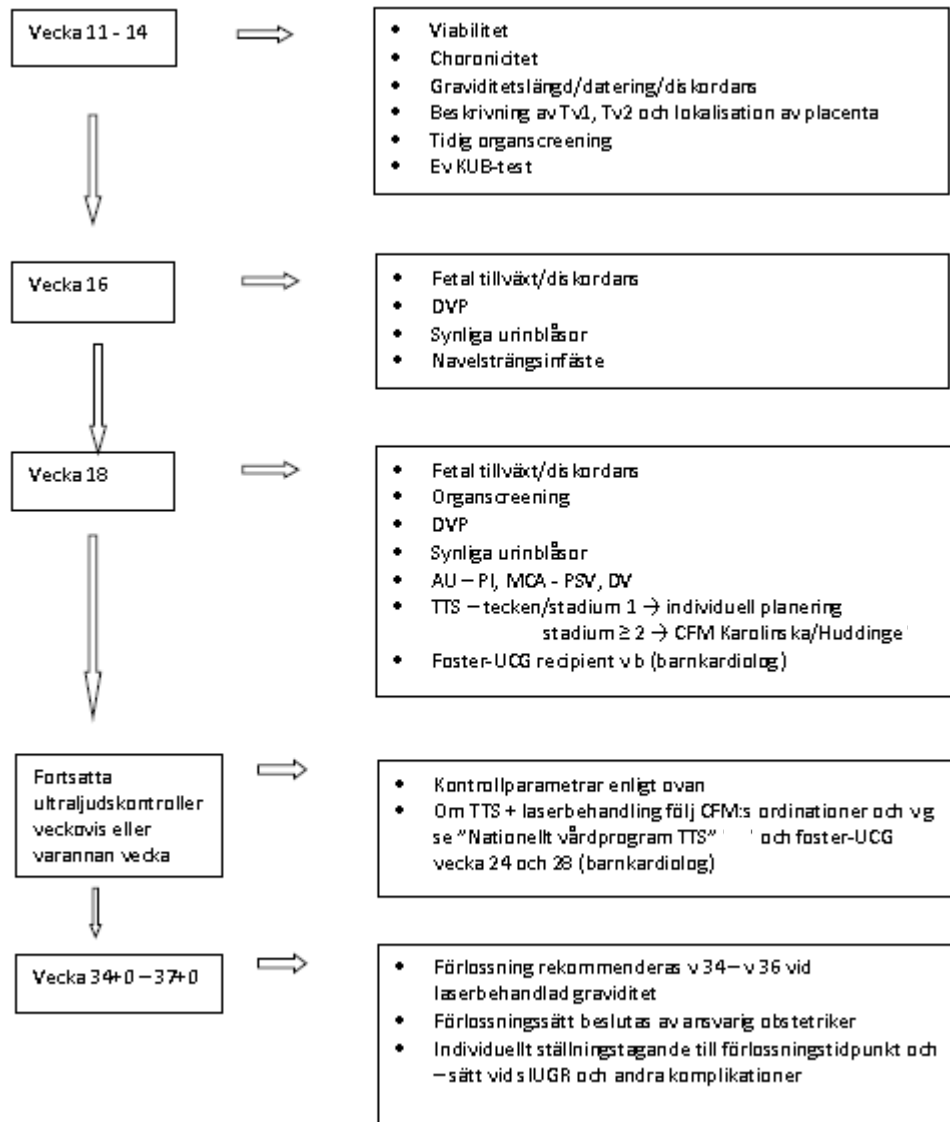 Vecka 11 - 14
• Viabilitet
• Choronicitet
• Graviditetslängd/datering/diskordans
• Beskrivning av Tv1, Tv2 och lokalisation av placenta
• Tidig organscreening
• Ev KUB-test
Vecka 16
• Fetal tillväxt/diskordans
• DVP
• Synliga urinblåsor
• Navelsträngsinfäste
Vecka 18
• Fetal tillväxt/diskordans
• Organscreening
• DVP
• Synliga urinblåsor
• AU – PI, MCA - PSV, DV
• TTS – tecken/stadium 1 → individuell planering
stadium ≥ 2 → CFM Karolinska/Huddinge
• Foster-UCG recipient v b (barnkardiolog)
Fortsatta
ultraljudskontroller
veckovis eller
varannan vecka
• Kontrollparametrar enligt ovan
• Om TTS + laserbehandling följ CFM:s ordinationer och vg
se ”Nationellt vårdprogram TTS” och foster-UCG
vecka 24 och 28 (barnkardiolog)
Vecka 34+0 – 37+0
• Förlossning rekommenderas v 34 – v 36 vid
laserbehandlad graviditet
• Förlossningssätt beslutas av ansvarig obstetriker
• Individuellt ställningstagande till förlossningstidpunkt och
– sätt vid sIUGR och andra komplikationer